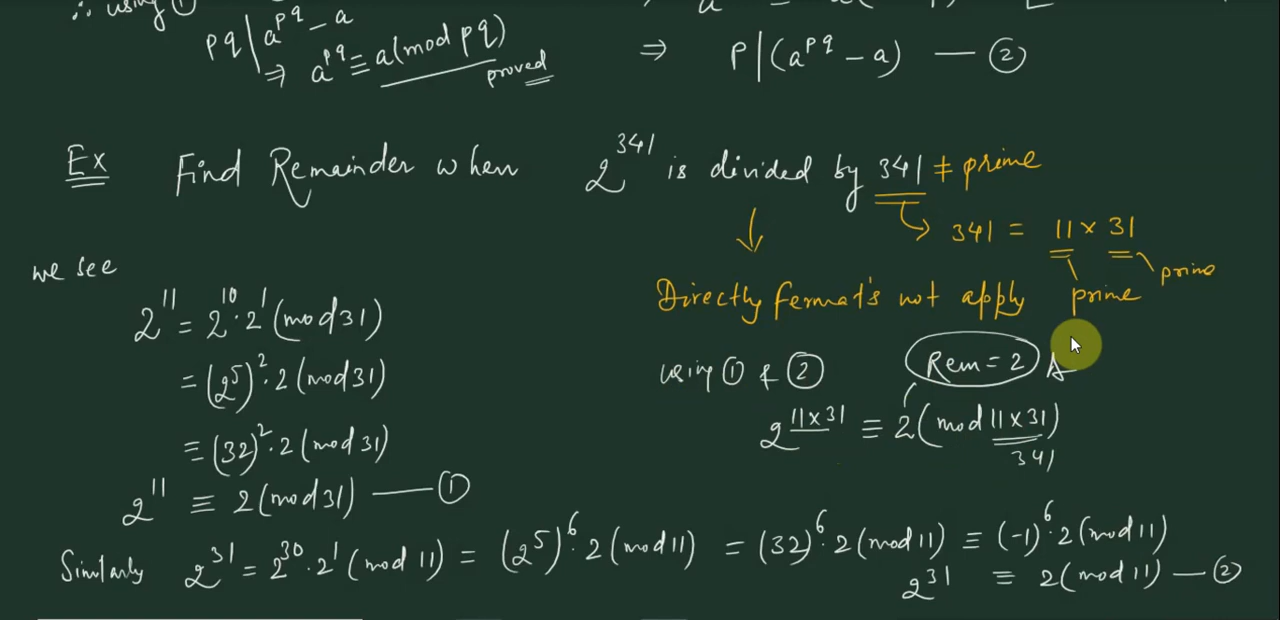 ∴ using ①
pq | a^{pq} - a
⇒ a^{pq} ≡ a (mod pq)
proved
⇒ p | (a^{pq} - a) — ②
Ex Find Remainder when 2^{341} is divided by 341 ≠ prime
341 = 11 × 31
prime prime
Directly fermat's not apply
we see
2^{11} = 2^{10} · 2^1 (mod 31)
= (2^5)^2 · 2 (mod 31)
≡ (32)^2 · 2 (mod 31)
2^{11} ≡ 2 (mod 31) — ①
using ① & ② Rem = 2 A
2^{11×31} ≡ 2 (mod 11×31)
341
Similarly 2^{31} = 2^{30} · 2^1 (mod 11) = (2^5)^6 · 2 (mod 11) = (32)^6 · 2 (mod 11) ≡ (-1)^6 · 2 (mod 11)
2^{31} ≡ 2 (mod 11) — ②